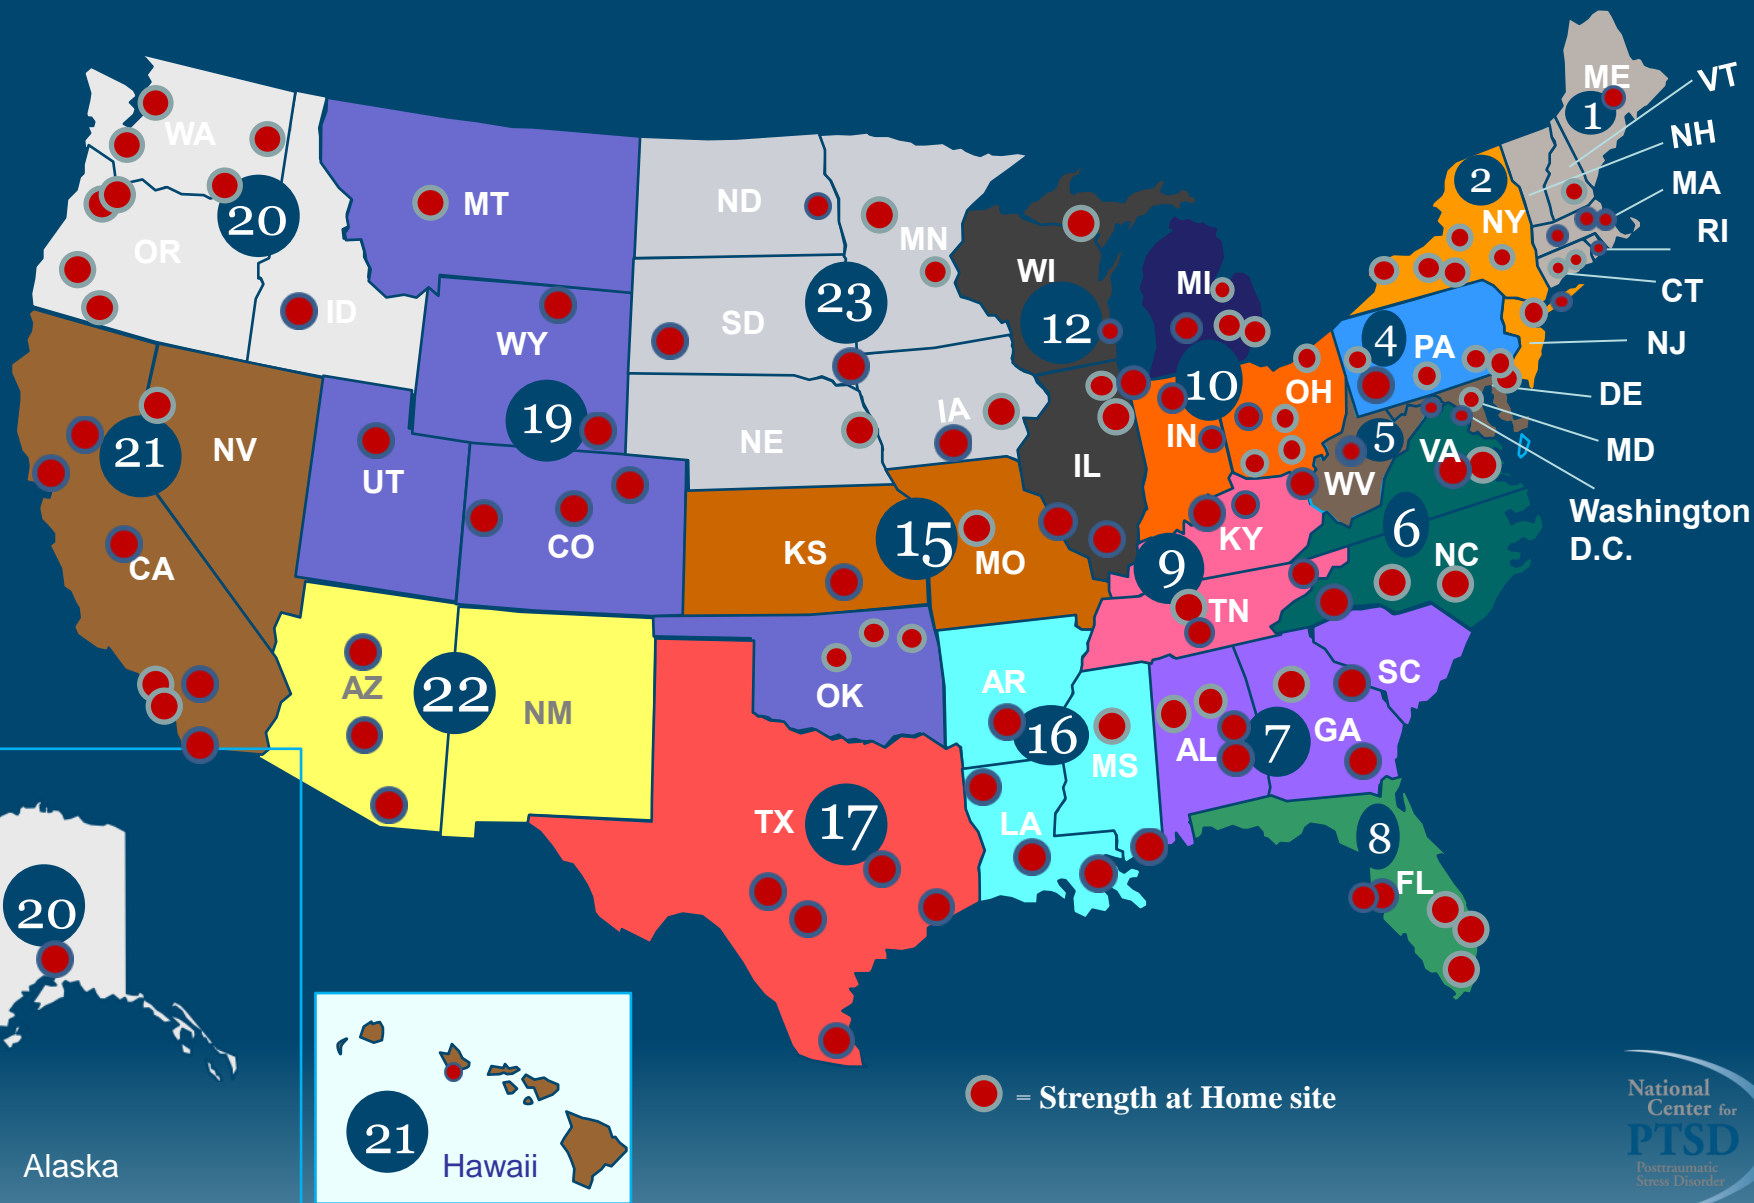 ME
VT
1
NH
WA
MA
2
20
MT
ND
NY
RI
OR
MN
WI
MI
CT
ID
WY
SD
23
12
4
PA
NJ
10
OH
DE
21
NV
19
NE
IA
IN
5
VA
MD
UT
IL
WV
Washington
D.C.
CO
KS
15
MO
KY
6
NC
CA
9
TN
AZ
22
NM
OK
AR
16
MS
AL
7
GA
SC
TX
17
LA
8
FL
20
Alaska
21
Hawaii
= Strength at Home site
National
Center for
PTSD
Posttraumatic
Stress Disorder